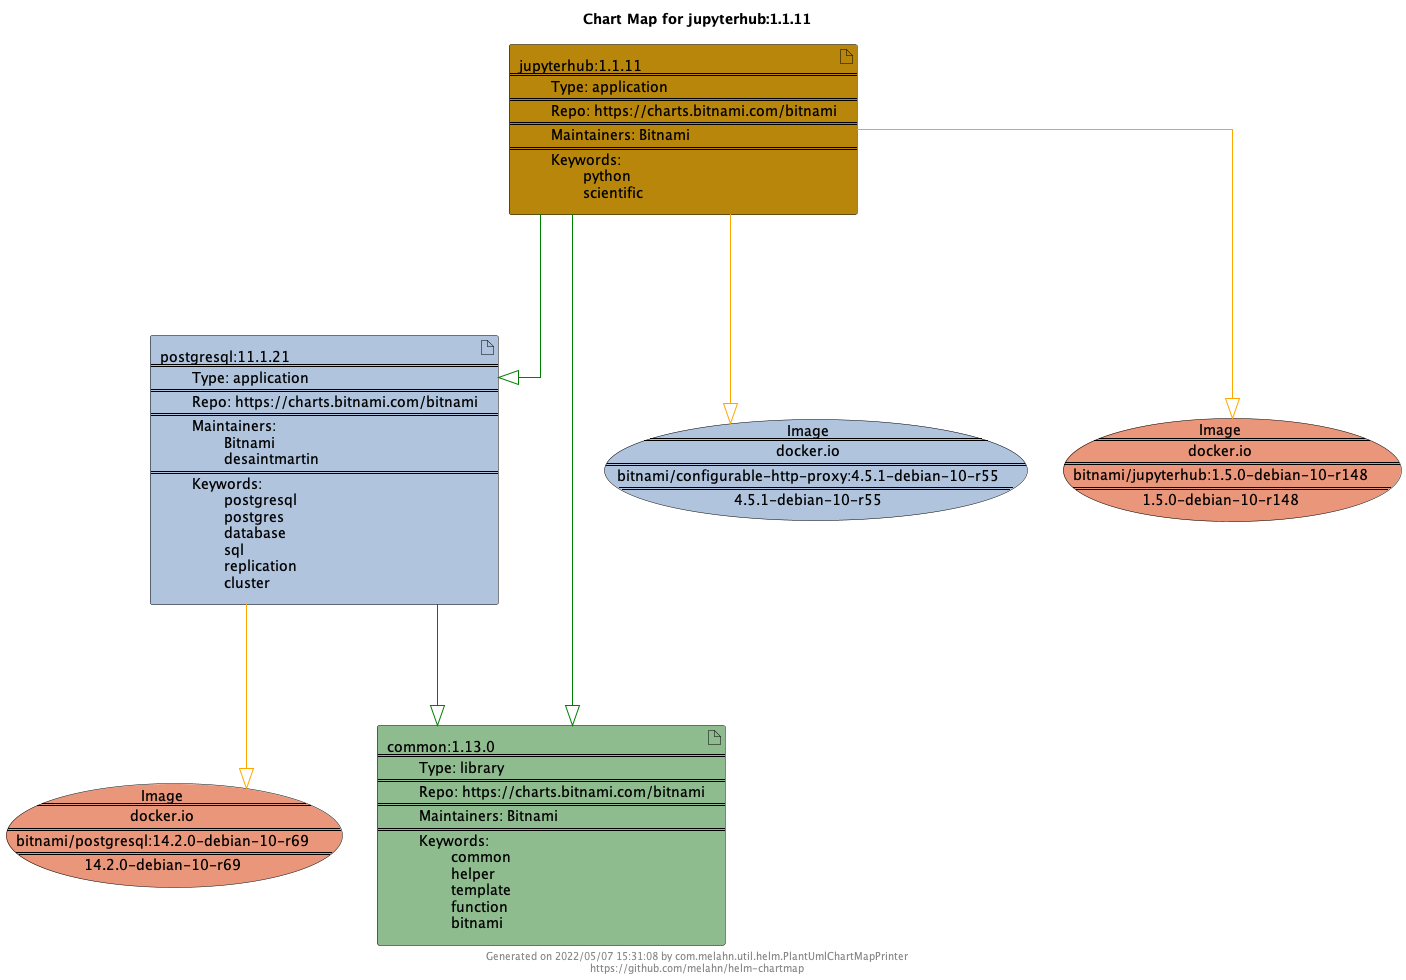 Chart Map for jupyterhub:1.1.11
jupyterhub:1.1.11
Type: application
Repo: https://charts.bitnami.com/bitnami
Maintainers: Bitnami
Keywords:
python
scientific
postgresql:11.1.21
Type: application
Repo: https://charts.bitnami.com/bitnami
Maintainers:
Bitnami
desaintmartin
Keywords:
postgresql
postgres
database
sql
replication
cluster
Image
docker.io
bitnami/configurable-http-proxy:4.5.1-debian-10-r55
4.5.1-debian-10-r55
Image
docker.io
bitnami/jupyterhub:1.5.0-debian-10-r148
1.5.0-debian-10-r148
Image
docker.io
bitnami/postgresql:14.2.0-debian-10-r69
14.2.0-debian-10-r69
common:1.13.0
Type: library
Repo: https://charts.bitnami.com/bitnami
Maintainers: Bitnami
Keywords:
common
helper
template
function
bitnami
Generated on 2022/05/07 15:31:08 by com.melahn.util.helm.PlantUmlChartMapPrinter
https://github.com/melahn/helm-chartmap